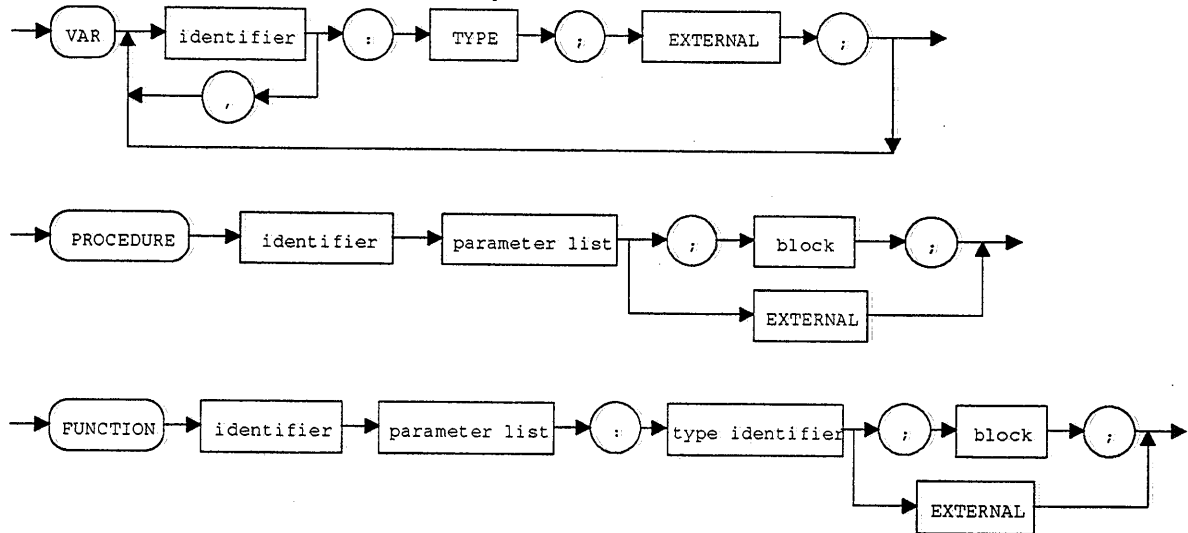 VAR identifier : TYPE ; EXTERNAL ;
,
PROCEDURE identifier parameter list ; block ;
EXTERNAL
FUNCTION identifier parameter list : type identifier ; block ;
EXTERNAL